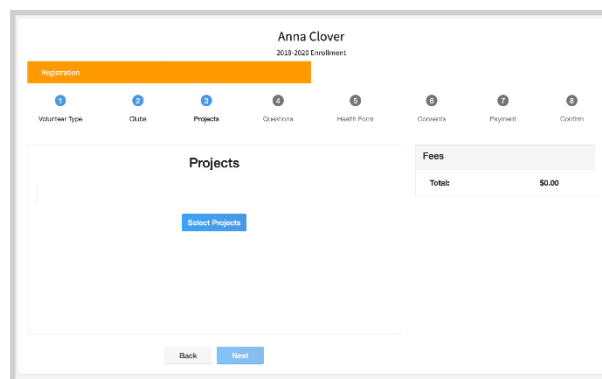 Anna Clover
2019-2020 Enrollment
Registration
1 2 3 4 5 6 7 8
Volunteer Type Clubs Projects Questions Health Form Consents Payment Confirm
Projects
Select Projects
Fees
Total: $0.00
Back Next